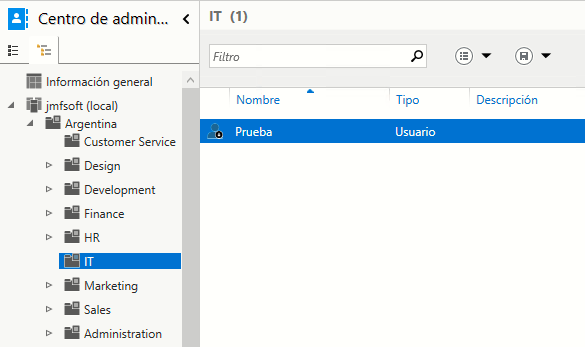 Centro de admin...
IT (1)
Filtro
Nombre Tipo Descripción
Prueba Usuario
Información general
jmfsoft (local)
Argentina
Customer Service
Design
Development
Finance
HR
IT
Marketing
Sales
Administration